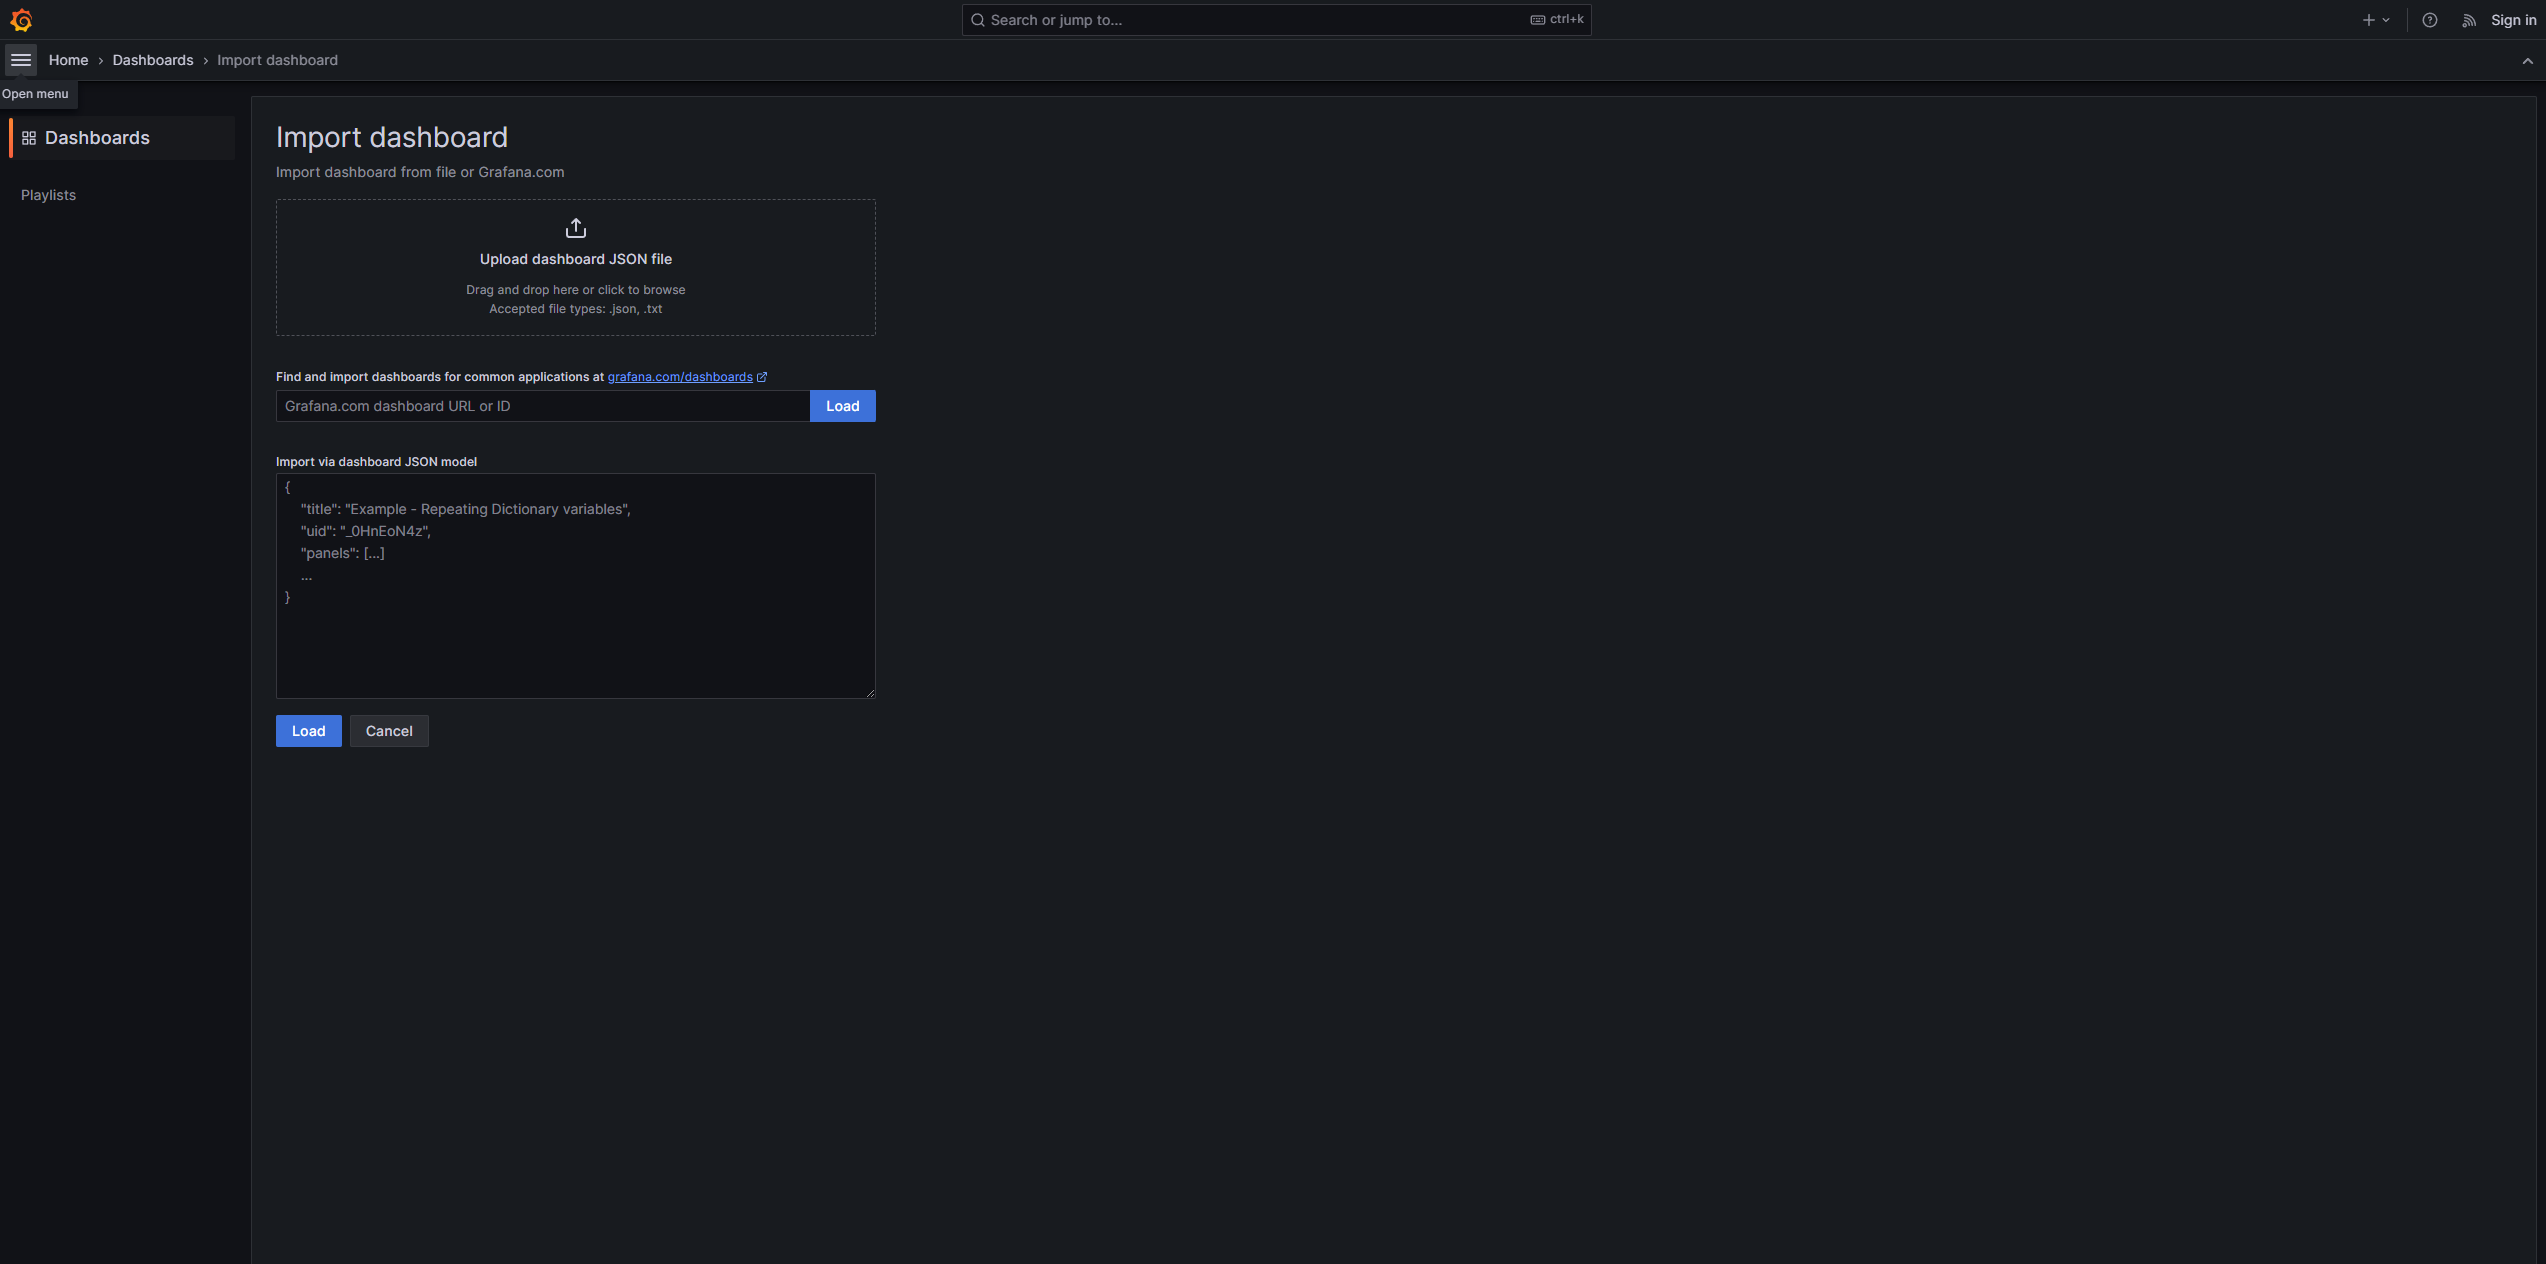 Search or jump to...
ctrl+k
Sign in
Home › Dashboards › Import dashboard
Open menu
Dashboards
Playlists
Import dashboard
Import dashboard from file or Grafana.com
Upload dashboard JSON file
Drag and drop here or click to browse
Accepted file types: .json, .txt
Find and import dashboards for common applications at grafana.com/dashboards
Grafana.com dashboard URL or ID
Load
Import via dashboard JSON model
{
"title": "Example - Repeating Dictionary variables",
"uid": "_0HnEoN4z",
"panels": [...]
...
}
Load
Cancel